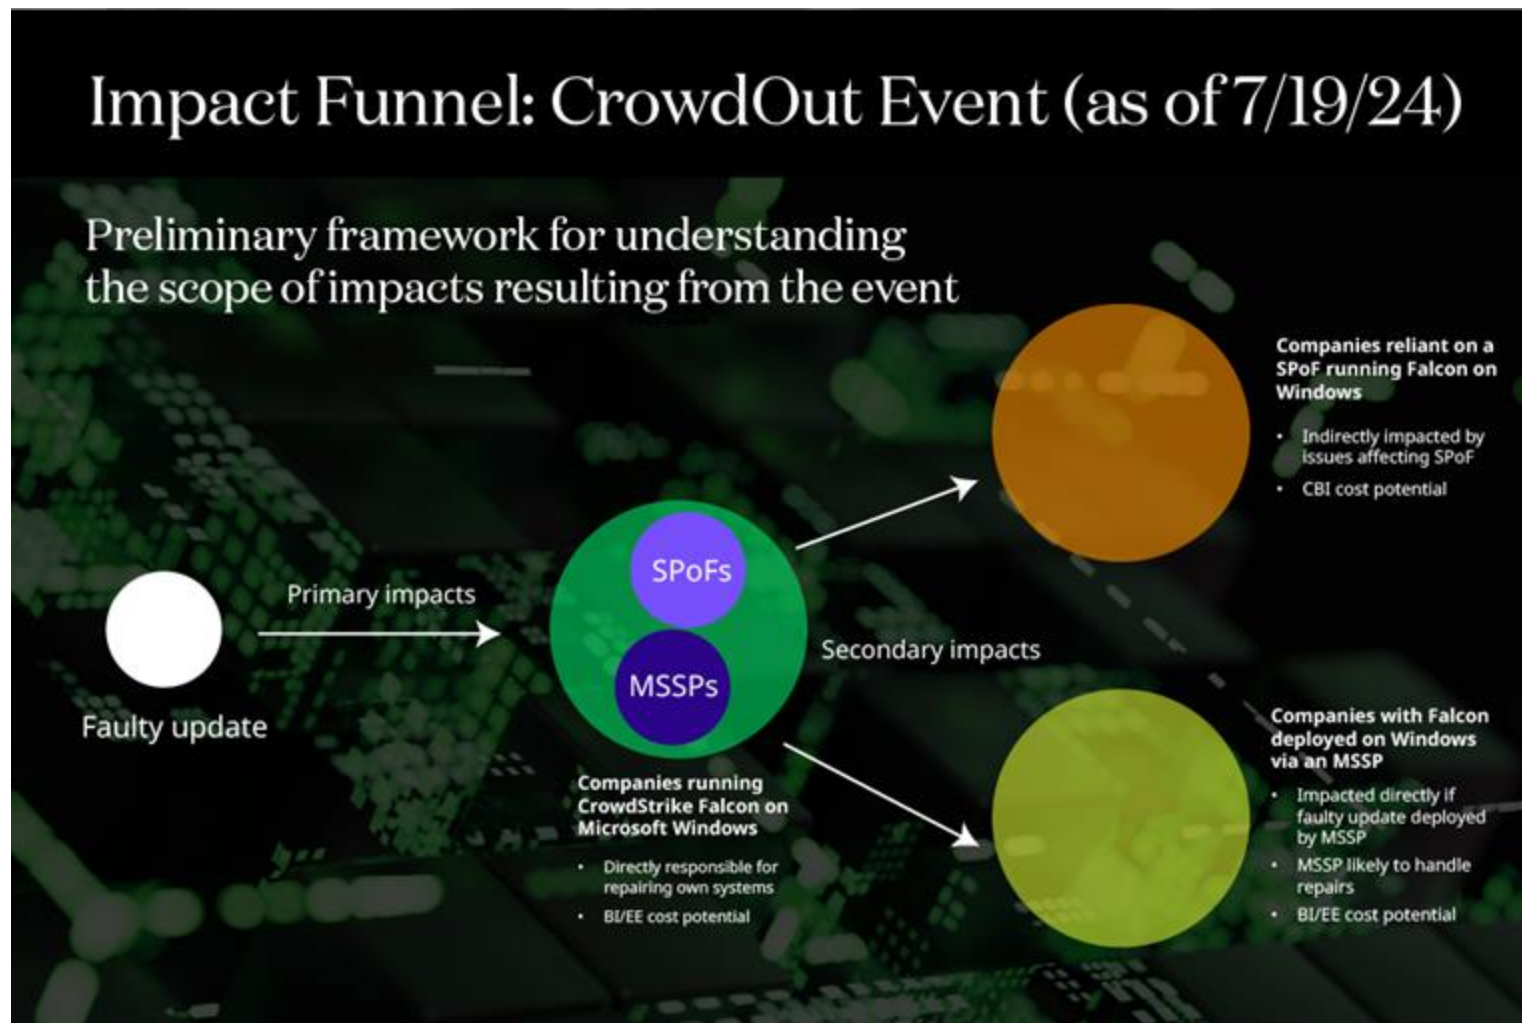 Impact Funnel: CrowdOut Event (as of 7/19/24)
Preliminary framework for understanding
the scope of impacts resulting from the event
Faulty update
Primary impacts
SPoFs
MSSPs
Companies running
CrowdStrike Falcon on
Microsoft Windows
• Directly responsible for
repairing own systems
• BI/EE cost potential
Secondary impacts
Companies reliant on a
SPoF running Falcon on
Windows
• Indirectly impacted by
issues affecting SPoF
• CBI cost potential
Companies with Falcon
deployed on Windows
via an MSSP
• Impacted directly if
faulty update deployed
by MSSP
• MSSP likely to handle
repairs
• BI/EE cost potential